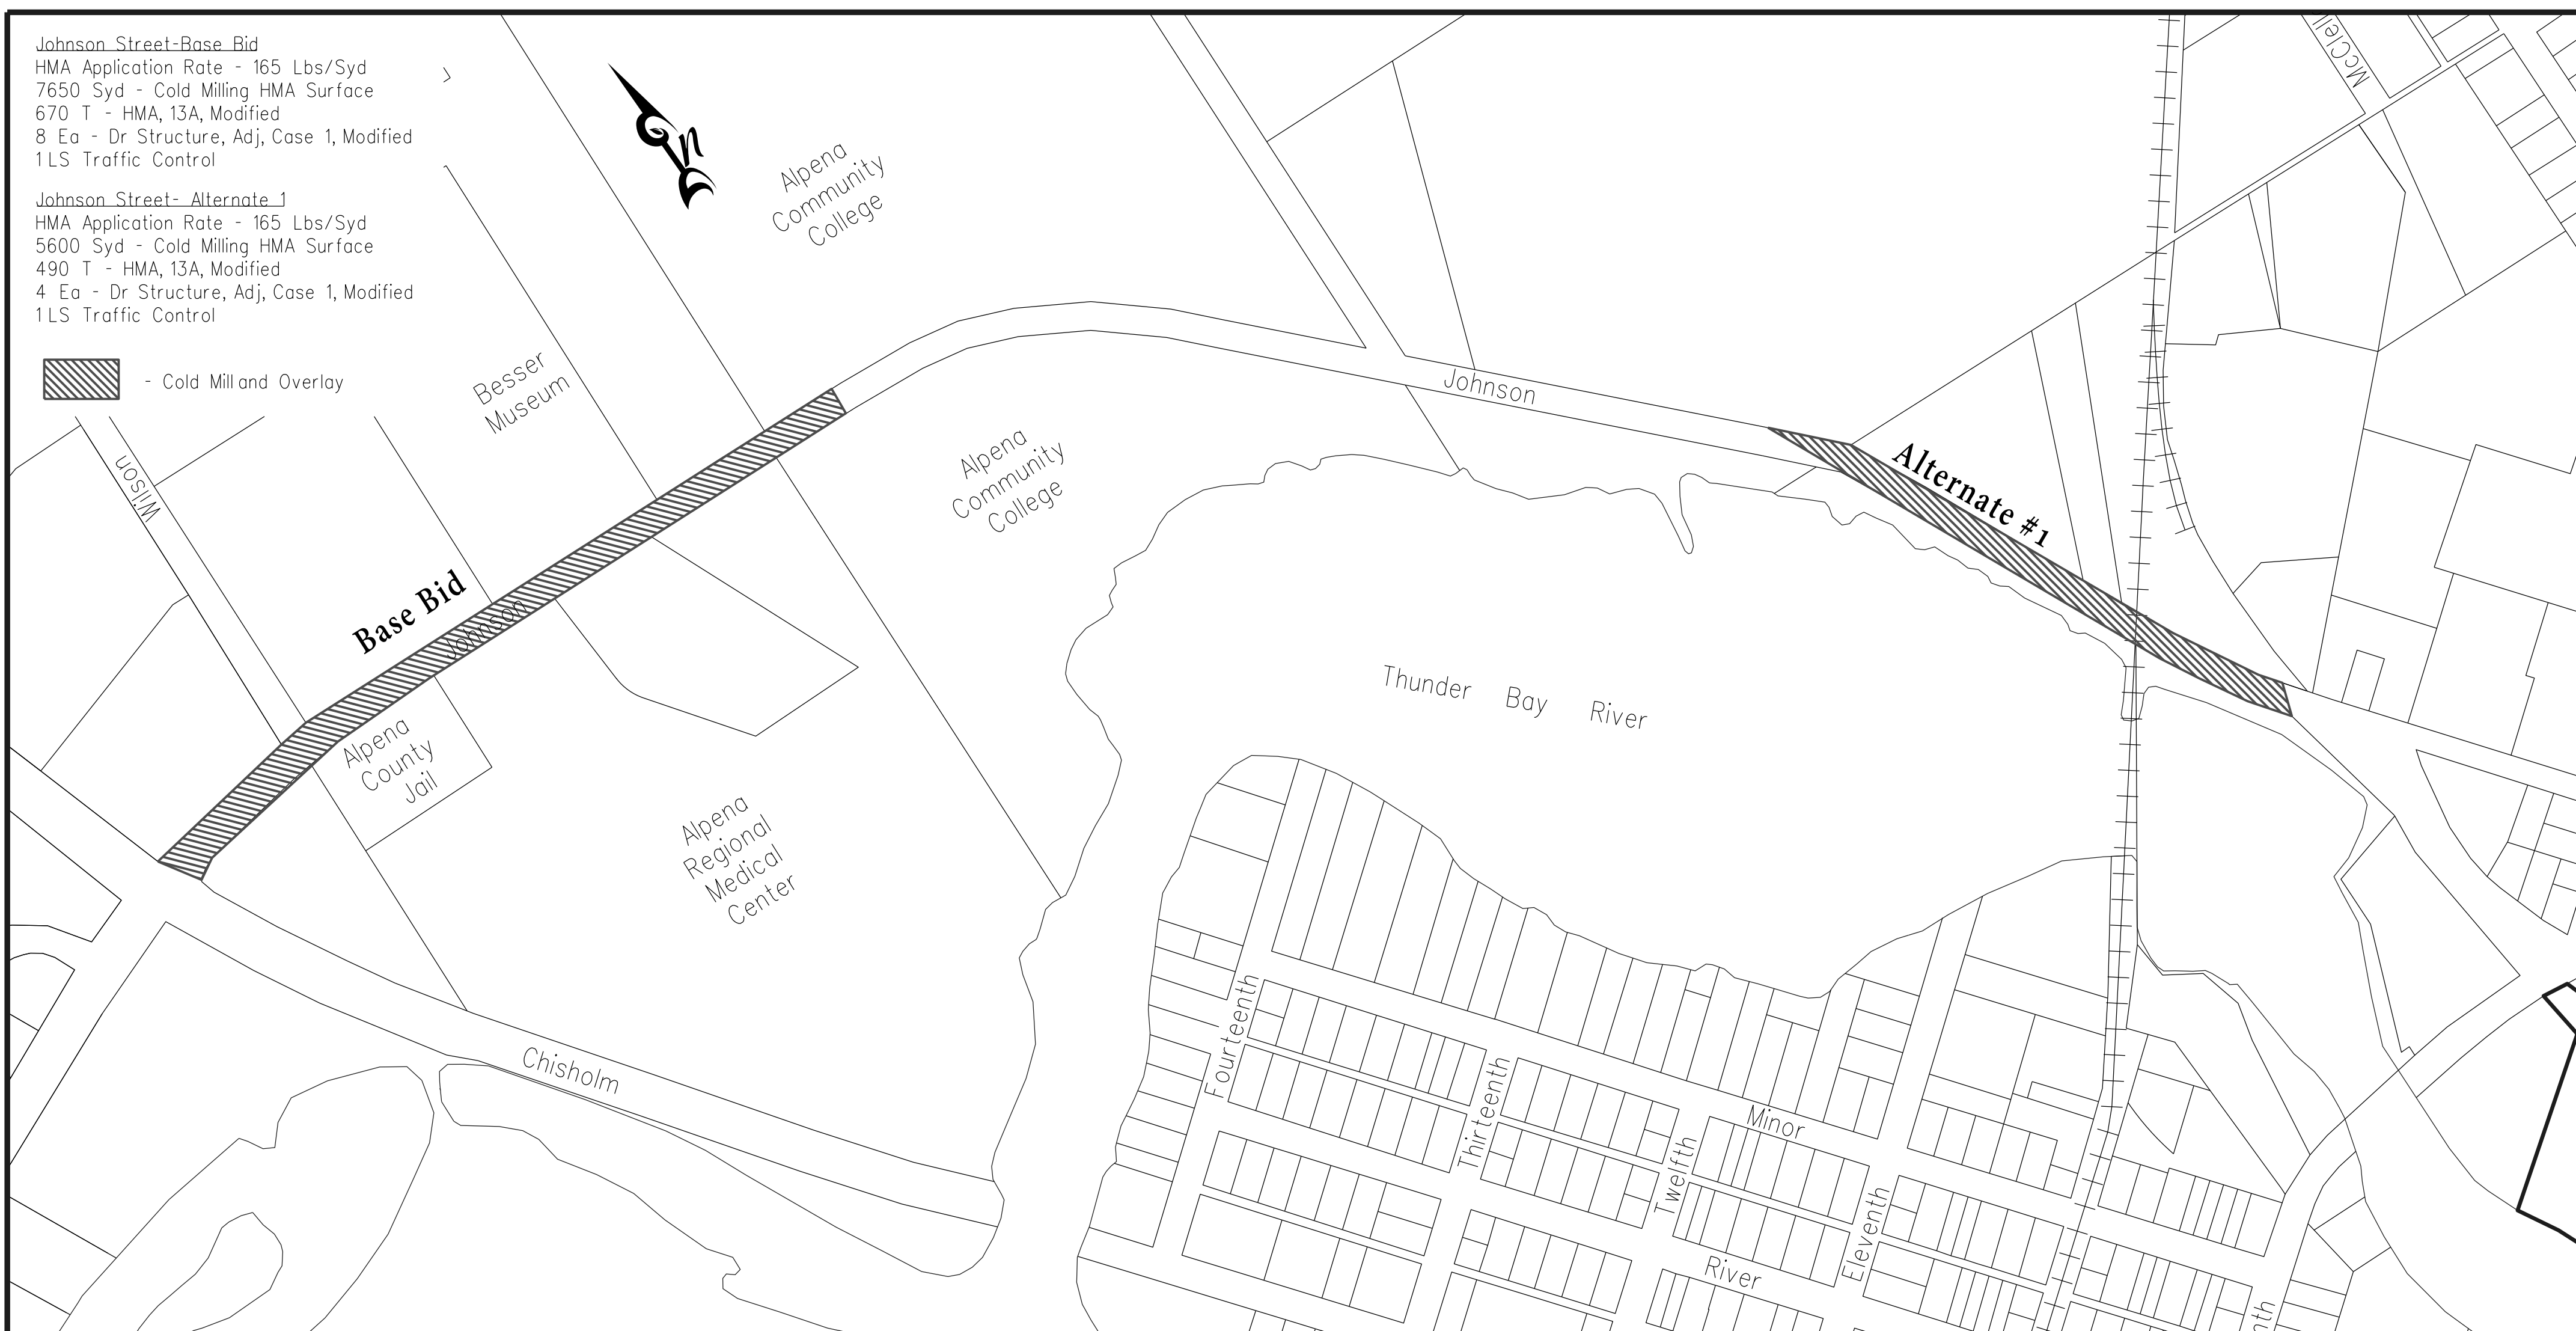 Johnson Street-Base Bid
HMA Application Rate - 165 Lbs/Syd
7650 Syd - Cold Milling HMA Surface
670 T - HMA, 13A, Modified
8 Ea - Dr Structure, Adj, Case 1, Modified
1 LS Traffic Control
Johnson Street- Alternate 1
HMA Application Rate - 165 Lbs/Syd
5600 Syd - Cold Milling HMA Surface
490 T - HMA, 13A, Modified
4 Ea - Dr Structure, Adj, Case 1, Modified
1 LS Traffic Control
- Cold Mill and Overlay
n
Alpena
Community
College
Besser
Museum
Wilson
Base Bid
Johnson
Alpena
Community
College
Johnson
Alternate #1
Alpena
County
Jail
Alpena
Regional
Medical
Center
Thunder Bay River
Chisholm
Fourteenth
Thirteenth
Twelfth
Eleventh
Minor
River